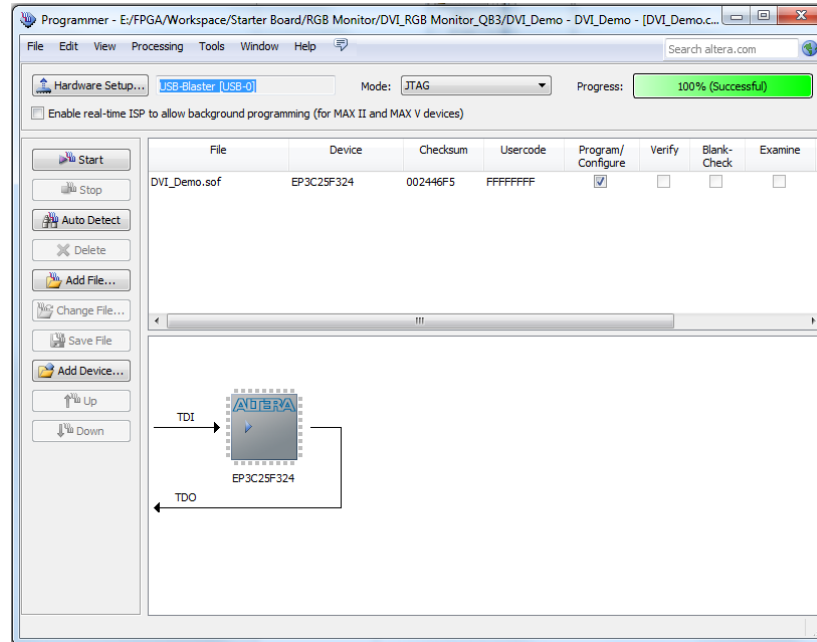 Programmer - E:/FPGA/Workspace/Starter Board/RGB Monitor/DVI_RGB Monitor_QB3/DVI_Demo - DVI_Demo - [DVI_Demo.c...
File Edit View Processing Tools Window Help
Search altera.com
Hardware Setup... USB-Blaster [USB-0] Mode: JTAG Progress: 100% (Successful)
Enable real-time ISP to allow background programming (for MAX II and MAX V devices)
Start
Stop
Auto Detect
Delete
Add File...
Change File...
Save File
Add Device...
Up
Down
File Device Checksum Usercode Program/ Verify Blank- Examine
Configure Check
DVI_Demo.sof EP3C25F324 002446F5 FFFFFFFF
ALTERA
TDI
EP3C25F324
TDO